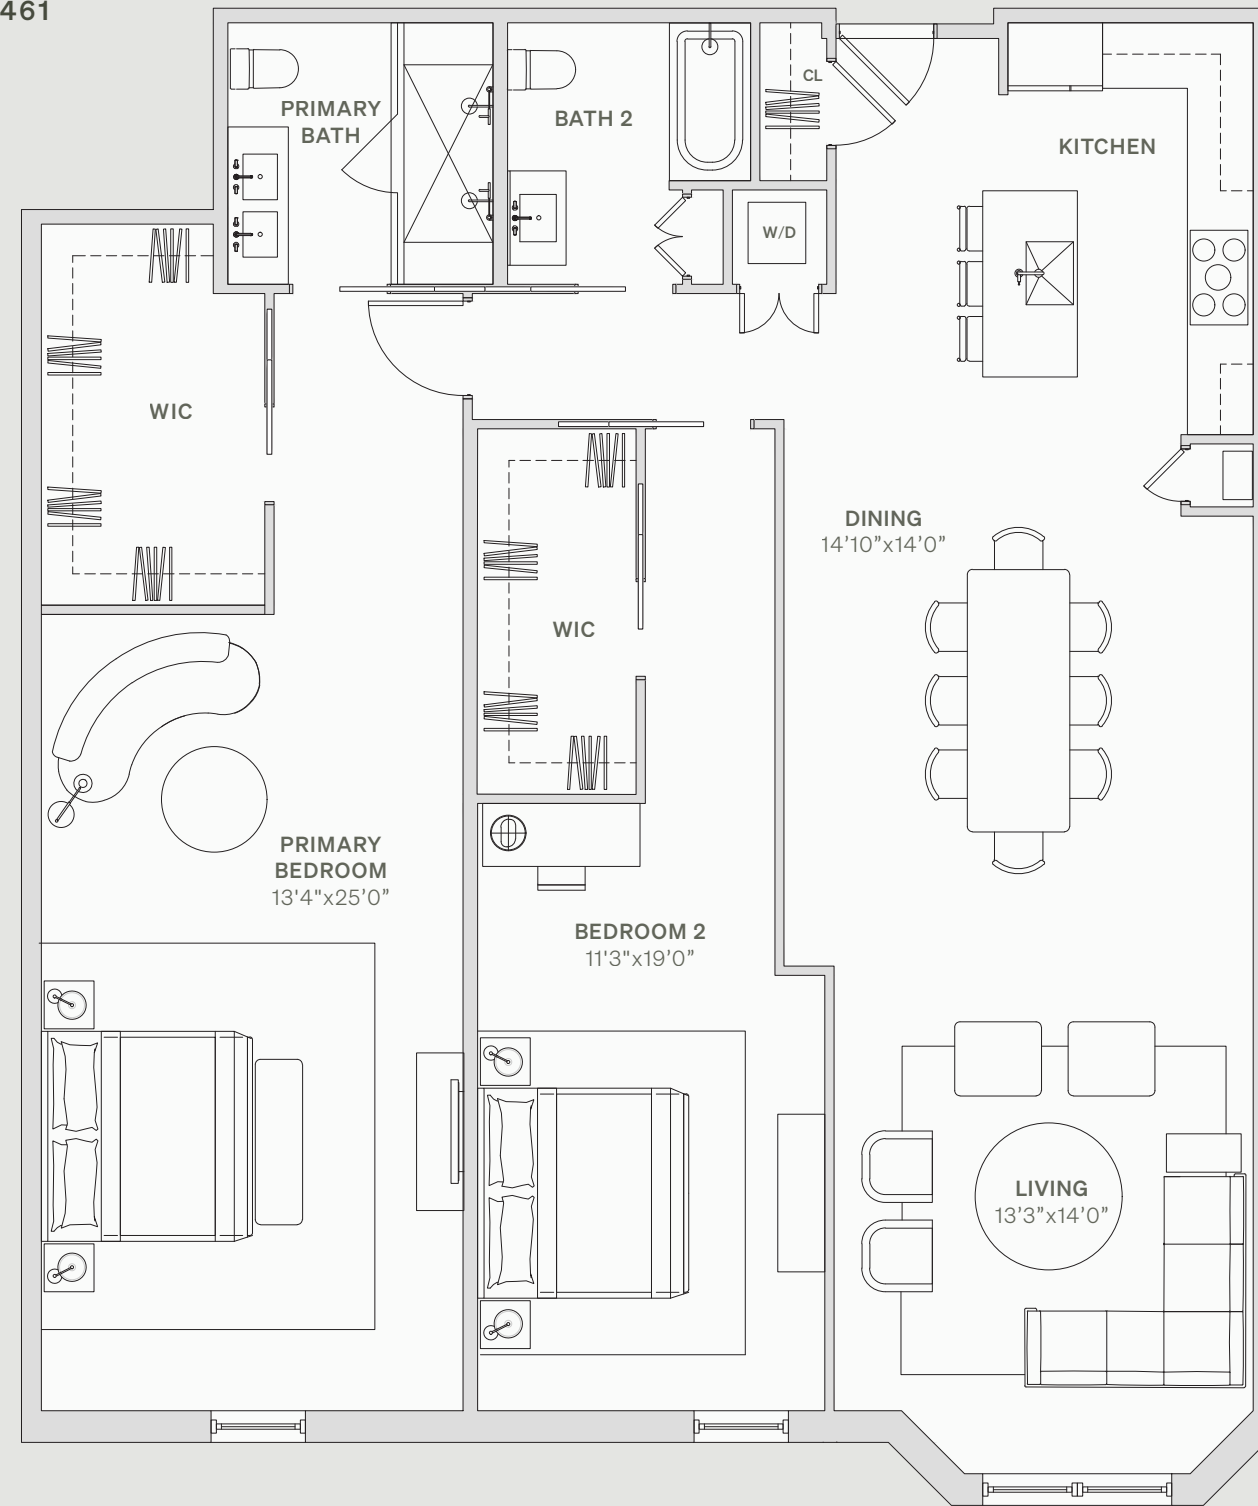 461
PRIMARY
BATH
BATH 2
CL
KITCHEN
W/D
WIC
DINING
14’10”x14’0”
WIC
PRIMARY
BEDROOM
13'4"x25’0”
BEDROOM 2
11'3"x19’0”
LIVING
13’3”x14’0”